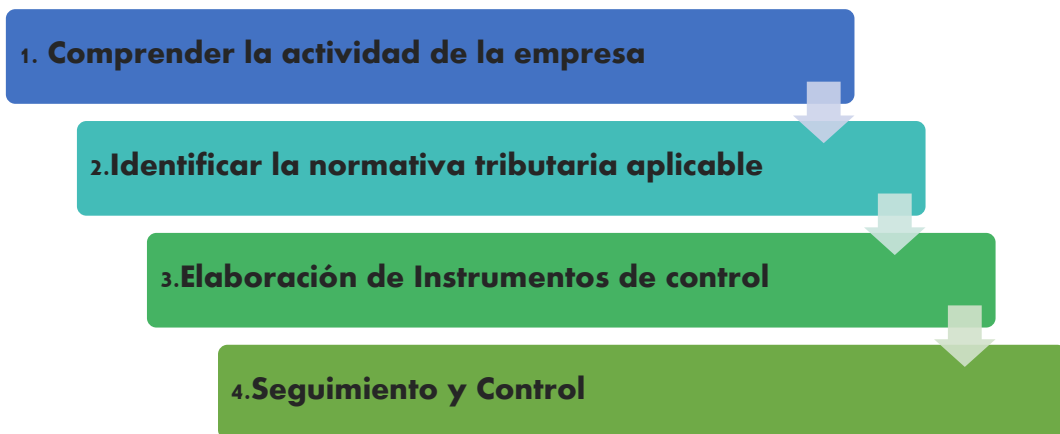 1. Comprender la actividad de la empresa
2.Identificar la normativa tributaria aplicable
3.Elaboración de Instrumentos de control
4.Seguimiento y Control